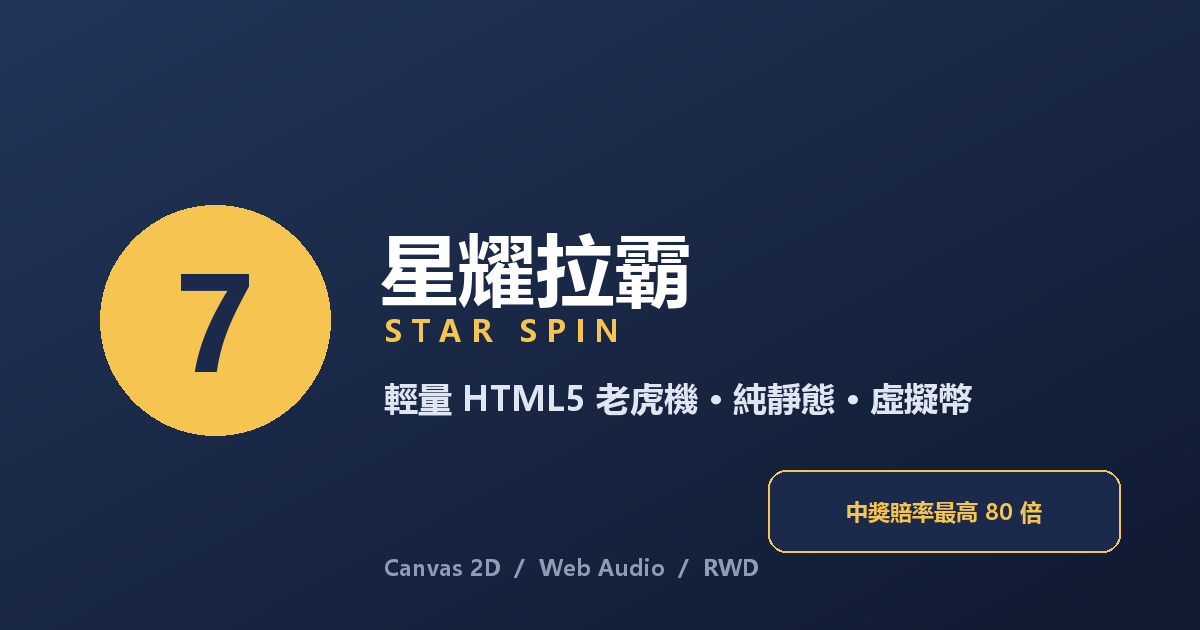 7
星耀拉霸
STAR SPIN
輕量 HTML5 老虎機 • 純靜態 • 虛擬幣
中獎賠率最高 80 倍
Canvas 2D / Web Audio / RWD